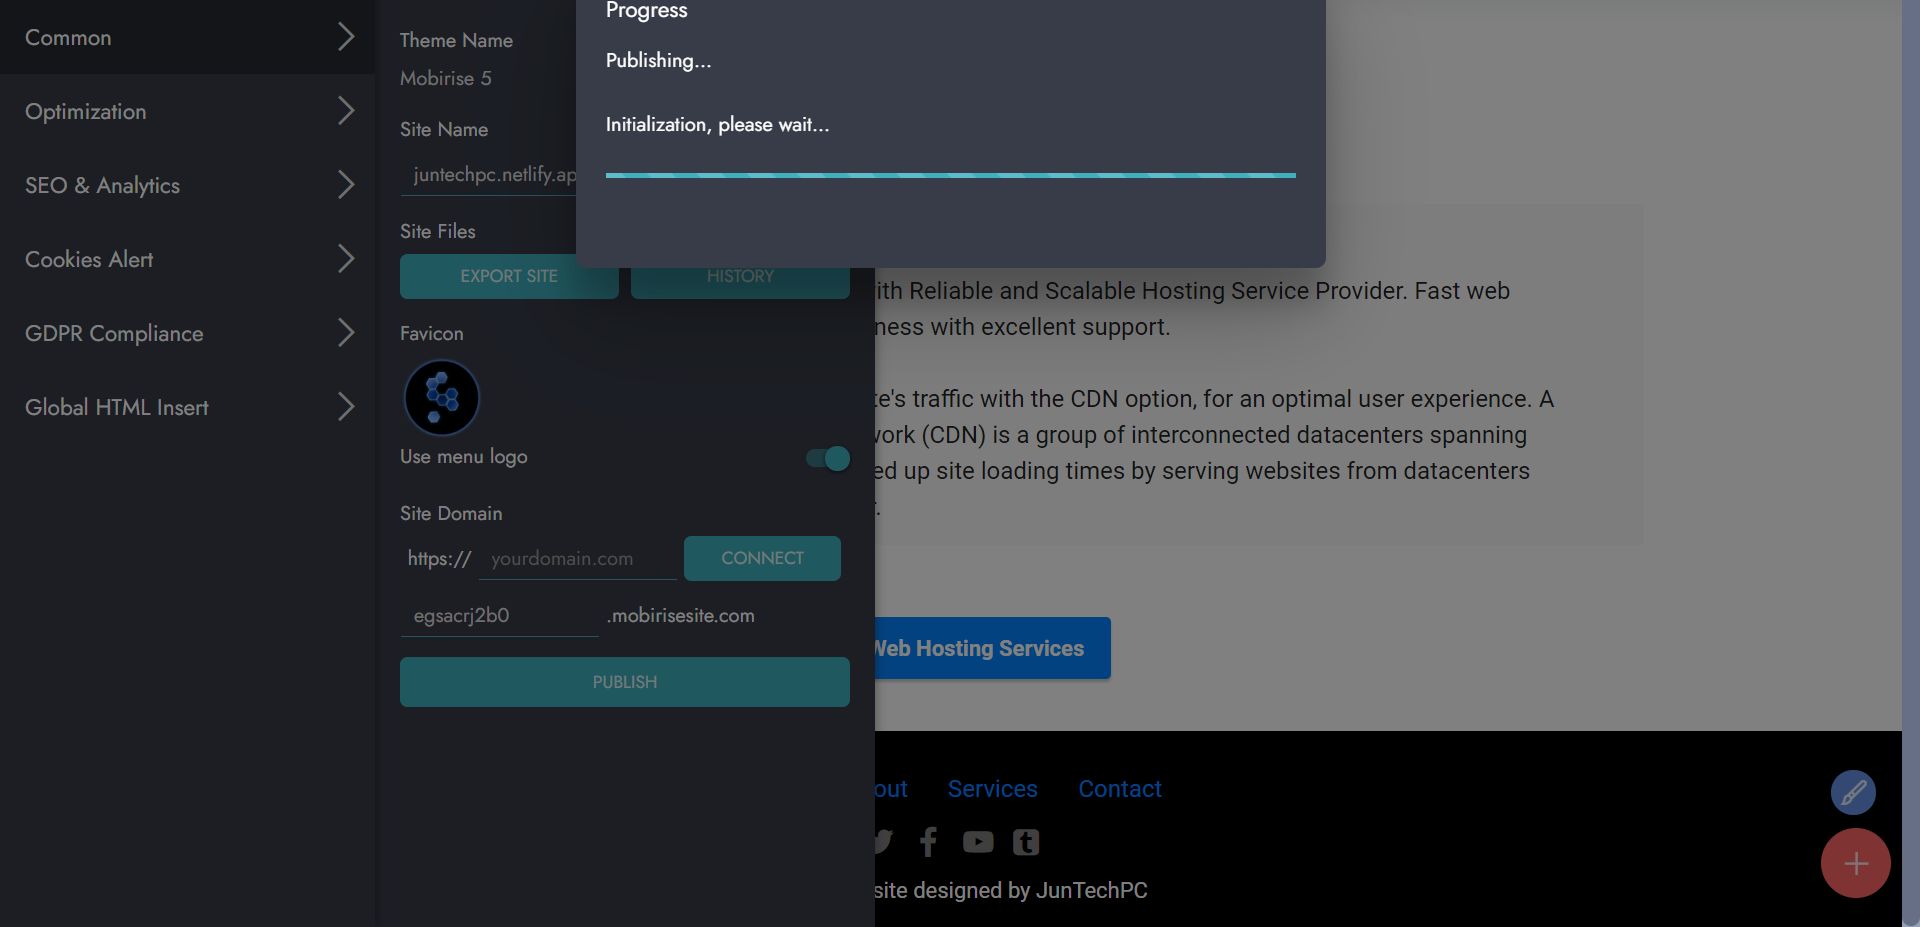 Common
Optimization
SEO & Analytics
Cookies Alert
GDPR Compliance
Global HTML Insert
Theme Name
Mobirise 5
Site Name
juntechpc.netlify.ap
Site Files
EXPORT SITE
HISTORY
Favicon
Use menu logo
Site Domain
https://
yourdomain.com
CONNECT
egsacrj2b0
.mobirisesite.com
PUBLISH
Progress
Publishing...
Initialization, please wait...
ith Reliable and Scalable Hosting Service Provider. Fast web
ness with excellent support.
te's traffic with the CDN option, for an optimal user experience. A
work (CDN) is a group of interconnected datacenters spanning
ed up site loading times by serving websites from datacenters
Web Hosting Services
out
Services
Contact
site designed by JunTechPC